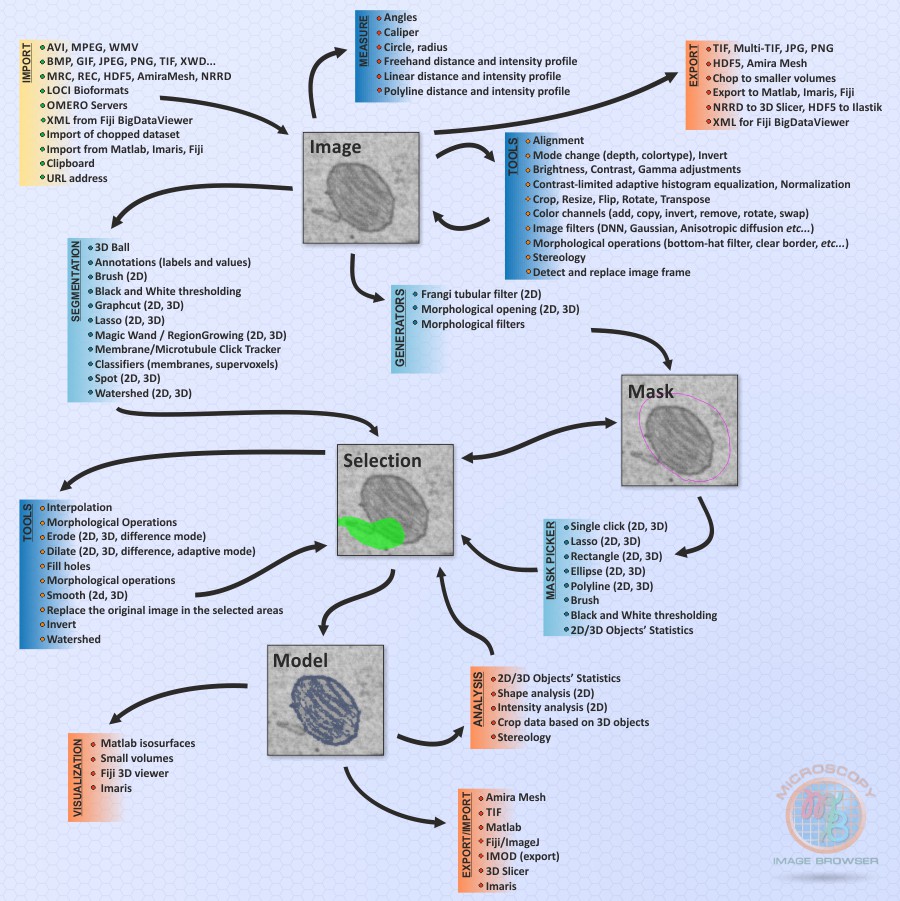 IMPORT
AVI, MPEG, WMV
BMP, GIF, JPEG, PNG, TIF, XWD...
MRC, REC, HDF5, AmiraMesh, NRRD
LOCI Bioformats
OMERO Servers
XML from Fiji BigDataViewer
Import of chopped dataset
Import from Matlab, Imaris, Fiji
Clipboard
URL address
MEASURE
Angles
Caliper
Circle, radius
Freehand distance and intensity profile
Linear distance and intensity profile
Polyline distance and intensity profile
EXPORT
TIF, Multi-TIF, JPG, PNG
HDF5, Amira Mesh
Chop to smaller volumes
Export to Matlab, Imaris, Fiji
NRRD to 3D Slicer, HDF5 to Ilastik
XML for Fiji BigDataViewer
Image
TOOLS
Alignment
Mode change (depth, colortype), Invert
Brightness, Contrast, Gamma adjustments
Contrast-limited adaptive histogram equalization, Normalization
Crop, Resize, Flip, Rotate, Transpose
Color channels (add, copy, invert, remove, rotate, swap)
Image filters (DNN, Gaussian, Anisotropic diffusion etc...)
Morphological operations (bottom-hat filter, clear border, etc...)
Stereology
Detect and replace image frame
SEGMENTATION
3D Ball
Annotations (labels and values)
Brush (2D)
Black and White thresholding
Graphcut (2D, 3D)
Lasso (2D, 3D)
Magic Wand / RegionGrowing (2D, 3D)
Membrane/Microtubule Click Tracker
Classifiers (membranes, supervoxels)
Spot (2D, 3D)
Watershed (2D, 3D)
GENERATORS
Frangi tubular filter (2D)
Morphological opening (2D, 3D)
Morphological filters
Mask
Selection
TOOLS
Interpolation
Morphological Operations
Erode (2D, 3D, difference mode)
Dilate (2D, 3D, difference, adaptive mode)
Fill holes
Morphological operations
Smooth (2d, 3D)
Replace the original image in the selected areas
Invert
Watershed
MASK PICKER
Single click (2D, 3D)
Lasso (2D, 3D)
Rectangle (2D, 3D)
Ellipse (2D, 3D)
Polyline (2D, 3D)
Brush
Black and White thresholding
2D/3D Objects’ Statistics
Model
ANALYSIS
2D/3D Objects’ Statistics
Shape analysis (2D)
Intensity analysis (2D)
Crop data based on 3D objects
Stereology
VISUALIZATION
Matlab isosurfaces
Small volumes
Fiji 3D viewer
Imaris
EXPORT/IMPORT
Amira Mesh
TIF
Matlab
Fiji/ImageJ
IMOD (export)
3D Slicer
Imaris
MICROSCOPY
MIB
IMAGE BROWSER